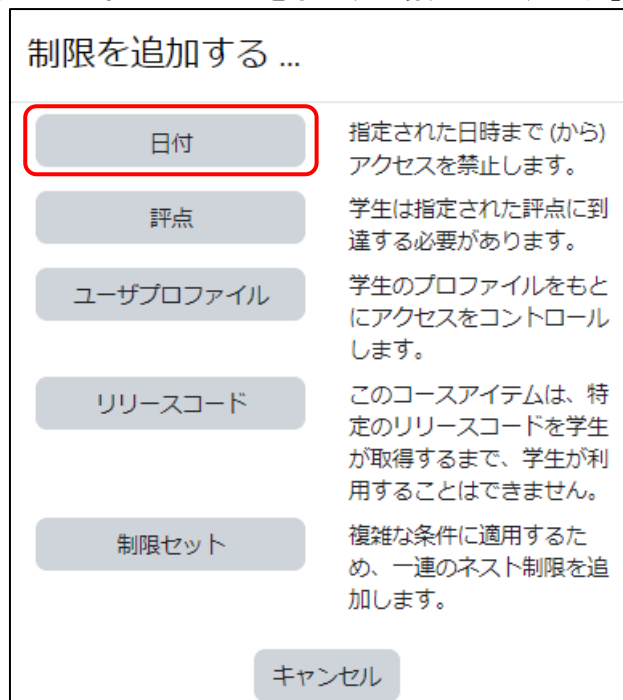 制限を追加する ...
日付
指定された日時まで (から)
アクセスを禁止します。
評点
学生は指定された評点に到
達する必要があります。
ユーザプロファイル
学生のプロファイルをもと
にアクセスをコントロール
します。
リリースコード
このコースアイテムは、特
定のリリースコードを学生
が取得するまで、学生が利
用することはできません。
制限セット
複雑な条件に適用するた
め、一連のネスト制限を追
加します。
キャンセル